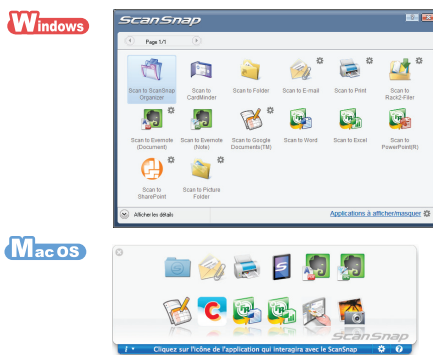 Windows
ScanSnap
Page 1/1
Scan to ScanSnap Organizer
Scan to CardMinder
Scan to Folder
Scan to E-mail
Scan to Print
Scan to Rack2-Filer
Scan to Evernote (Document)
Scan to Evernote (Note)
Scan to Google Documents(TM)
Scan to Word
Scan to Excel
Scan to PowerPoint(R)
Scan to SharePoint
Scan to Picture Folder
Afficher les détails
Applications à afficher/masquer
Mac OS
ScanSnap
Cliquez sur l'icône de l'application qui interagira avec le ScanSnap